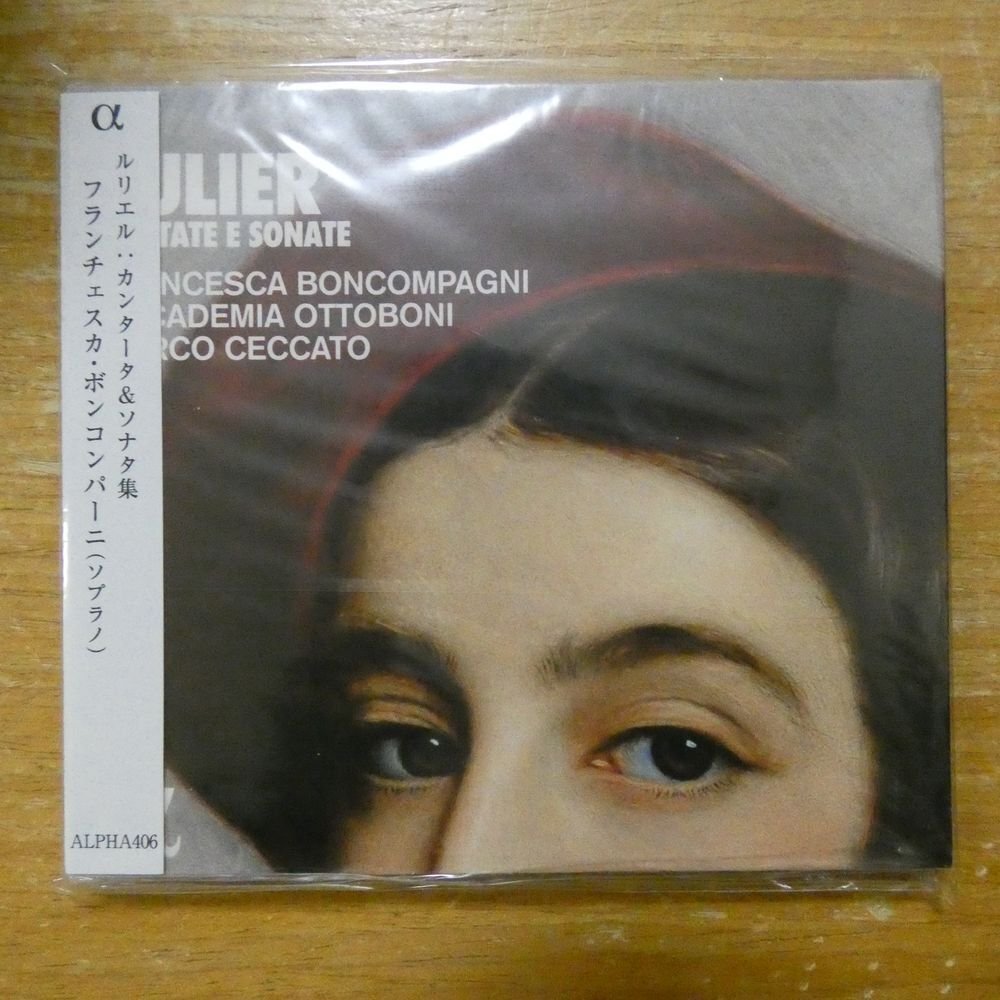 α
ルリエル：カンタータ＆ソナタ集
フランチェスカ・ボンコンパーニ（ソプラノ）
ALPHA406
ULIER
TATE E SONATE
NCESCA BONCOMPAGNI
CADEMIA OTTOBONI
RCO CECCATO